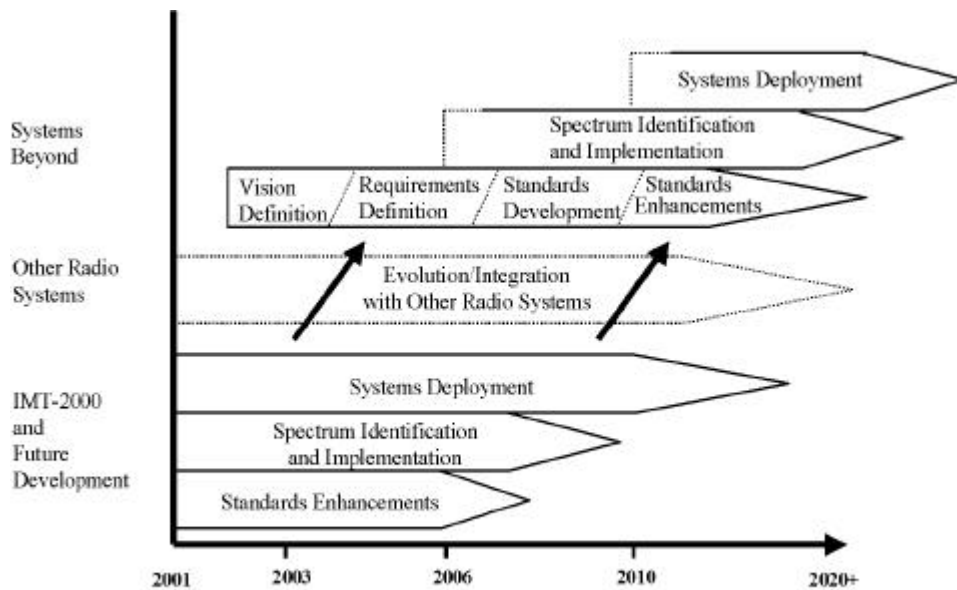 Systems Deployment
Systems
Beyond
Spectrum Identification
and Implementation
Vision
Definition
Requirements
Definition
Standards
Development
Standards
Enhancements
Other Radio
Systems
Evolution/Integration
with Other Radio Systems
IMT-2000
and
Future
Development
Systems Deployment
Spectrum Identification
and Implementation
Standards Enhancements
2001
2003
2006
2010
2020+